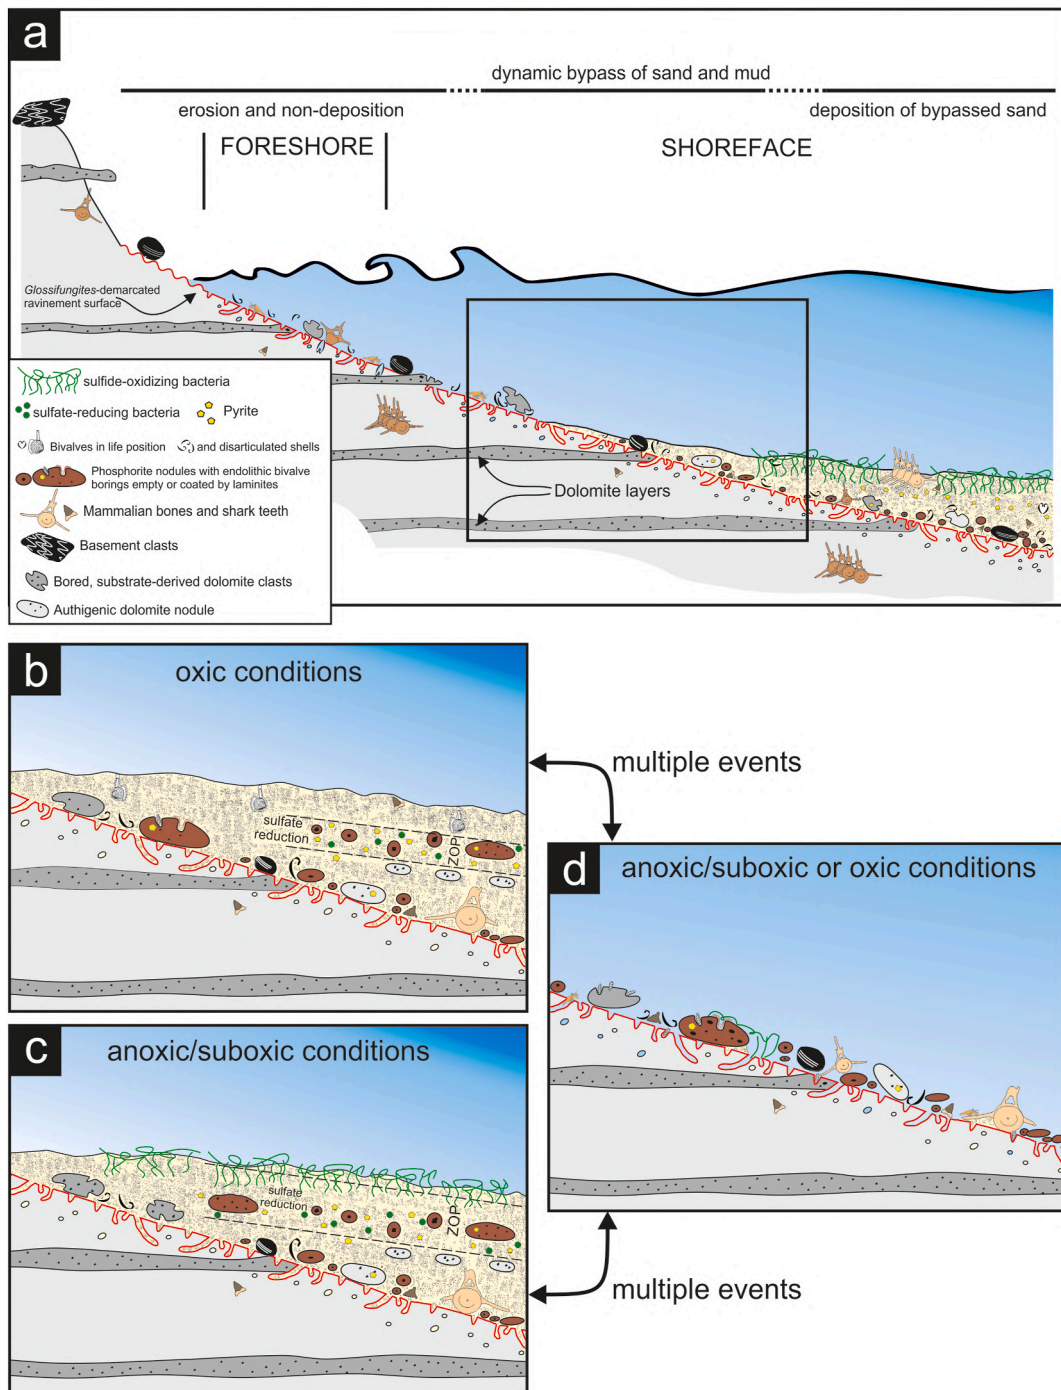 a
dynamic bypass of sand and mud
erosion and non-deposition
deposition of bypassed sand
FORESHORE
SHOREFACE
Glossifungites-demarcated
ravinement surface
Dolomite layers
sulfide-oxidizing bacteria
sulfate-reducing bacteria
Pyrite
Bivalves in life position
and disarticulated shells
Phosphorite nodules with endolithic bivalve
borings empty or coated by laminites
Mammalian bones and shark teeth
Basement clasts
Bored, substrate-derived dolomite clasts
Authigenic dolomite nodule
b
oxic conditions
sulfate
reduction
ZOP
multiple events
c
anoxic/suboxic conditions
sulfate
reduction
ZOP
d
anoxic/suboxic or oxic conditions
multiple events